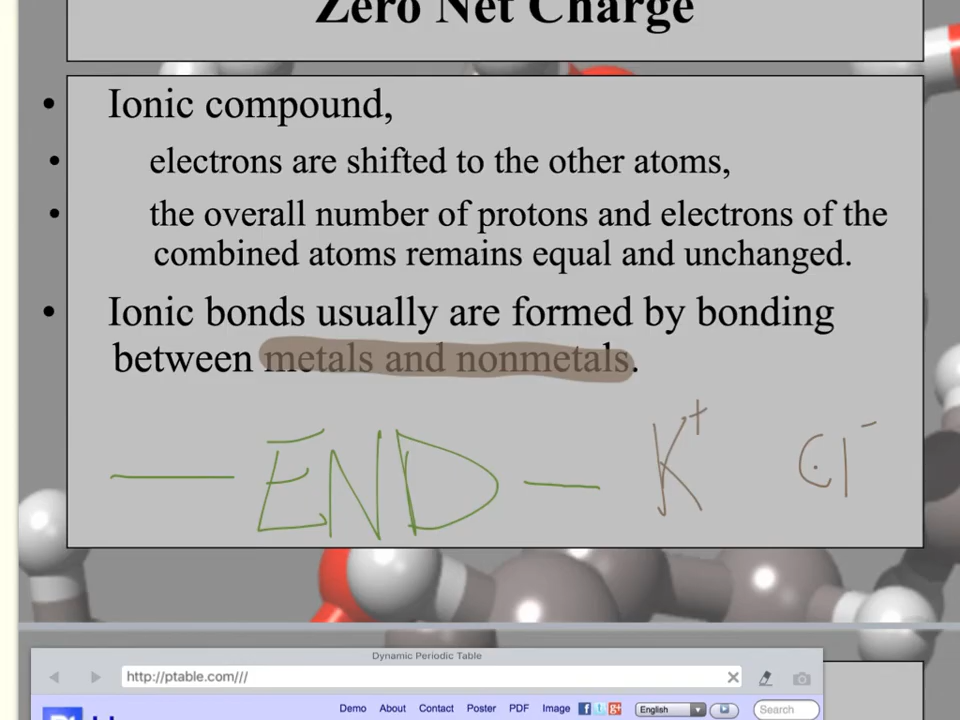 Zero Net Charge
• Ionic compound,
• electrons are shifted to the other atoms,
• the overall number of protons and electrons of the
combined atoms remains equal and unchanged.
• Ionic bonds usually are formed by bonding
between metals and nonmetals.
— END — K+ Cl-
Dynamic Periodic Table
http://ptable.com///
Demo About Contact Poster PDF Image English Search